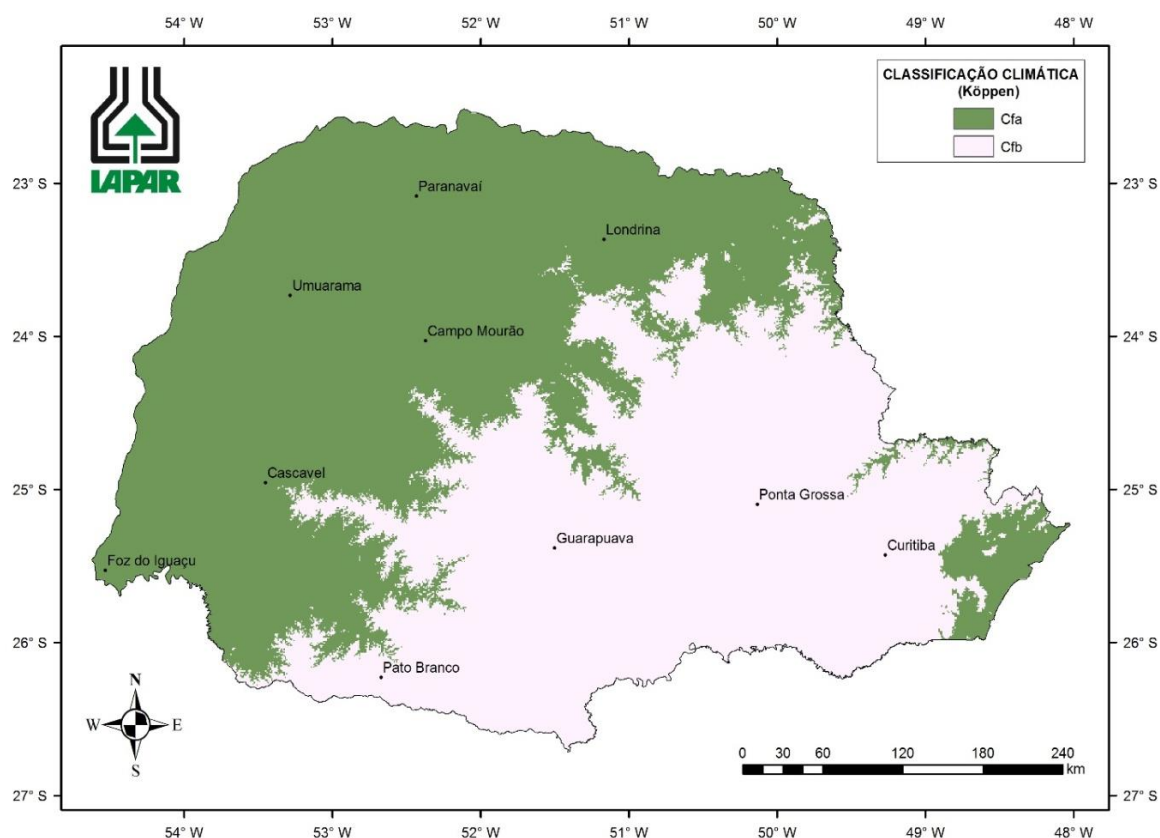 54° W 53° W 52° W 51° W 50° W 49° W 48° W
CLASSIFICAÇÃO CLIMÁTICA
(Köppen)
Cfa
Cfb
IAPAR
23° S 23° S
Paranavaí
Londrina
Umuarama
24° S 24° S
Campo Mourão
Cascavel
25° S 25° S
Ponta Grossa
Guarapuava
Curitiba
Foz do Iguaçu
26° S 26° S
Pato Branco
N
W E
S
0 30 60 120 180 240
km
27° S 27° S
54° W 53° W 52° W 51° W 50° W 49° W 48° W